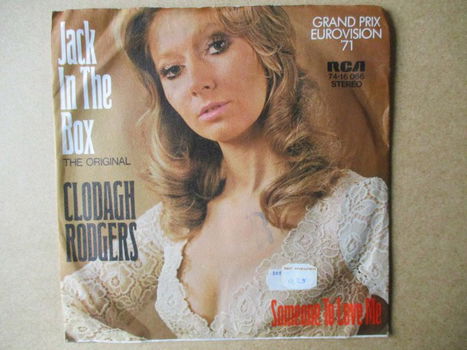 Jack
In The
Box
THE ORIGINAL
CLODAGH
RODGERS
GRAND PRIX
EUROVISION
71
RCA
74-16 066
STEREO
Someone To Love Me